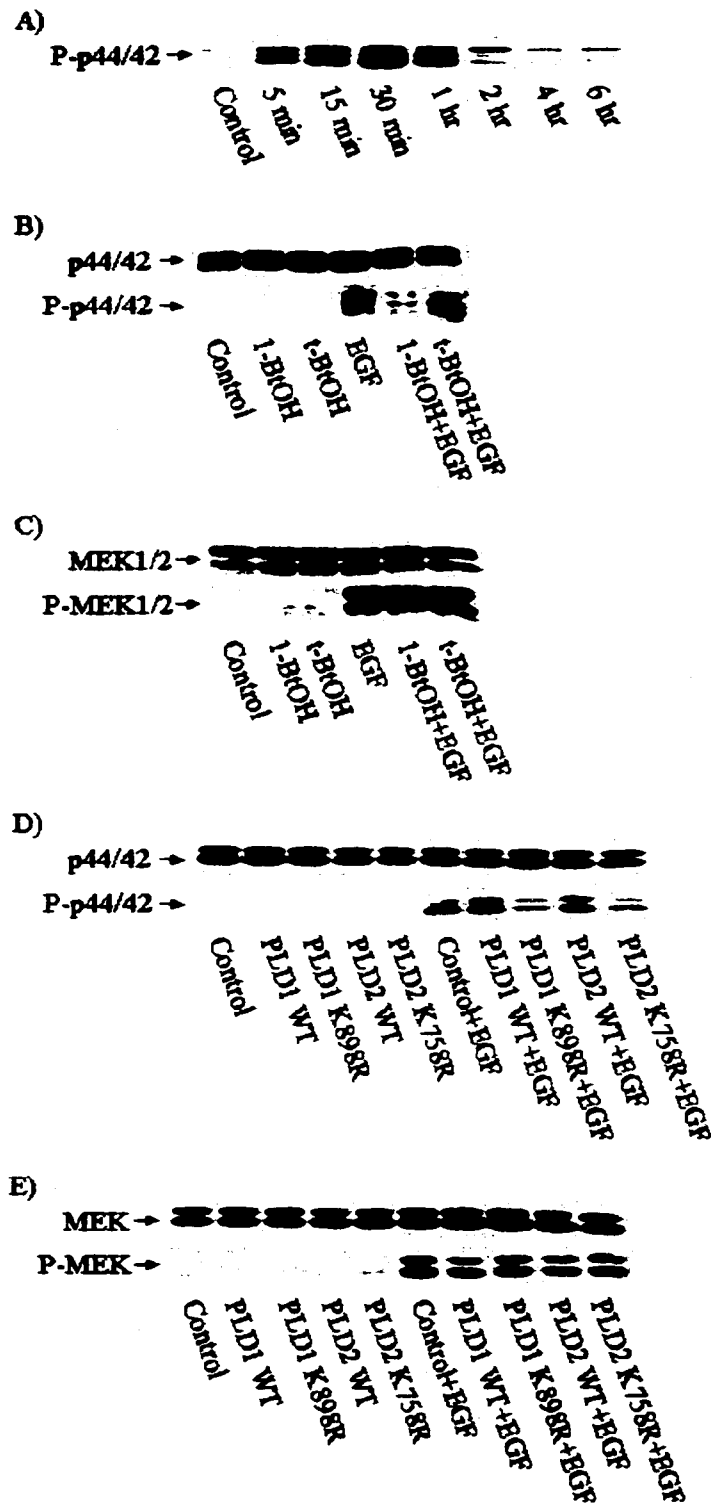 A)
P-p44/42
Control
5 min
15 min
30 min
1 hr
2 hr
4 hr
6 hr
B)
p44/42
P-p44/42
Control
1-BtOH
t-BtOH
EGF
1-BtOH+EGF
t-BtOH+EGF
C)
MEK1/2
P-MEK1/2
Control
1-BtOH
t-BtOH
EGF
1-BtOH+EGF
t-BtOH+EGF
D)
p44/42
P-p44/42
Control
PLD1 WT
PLD1 K898R
PLD2 WT
PLD2 K758R
Control+EGF
PLD1 WT+EGF
PLD1 K898R+EGF
PLD2 WT+EGF
PLD2 K758R+EGF
E)
MEK
P-MEK
Control
PLD1 WT
PLD1 K898R
PLD2 WT
PLD2 K758R
Control+EGF
PLD1 WT+EGF
PLD1 K898R+EGF
PLD2 WT+EGF
PLD2 K758R+EGF